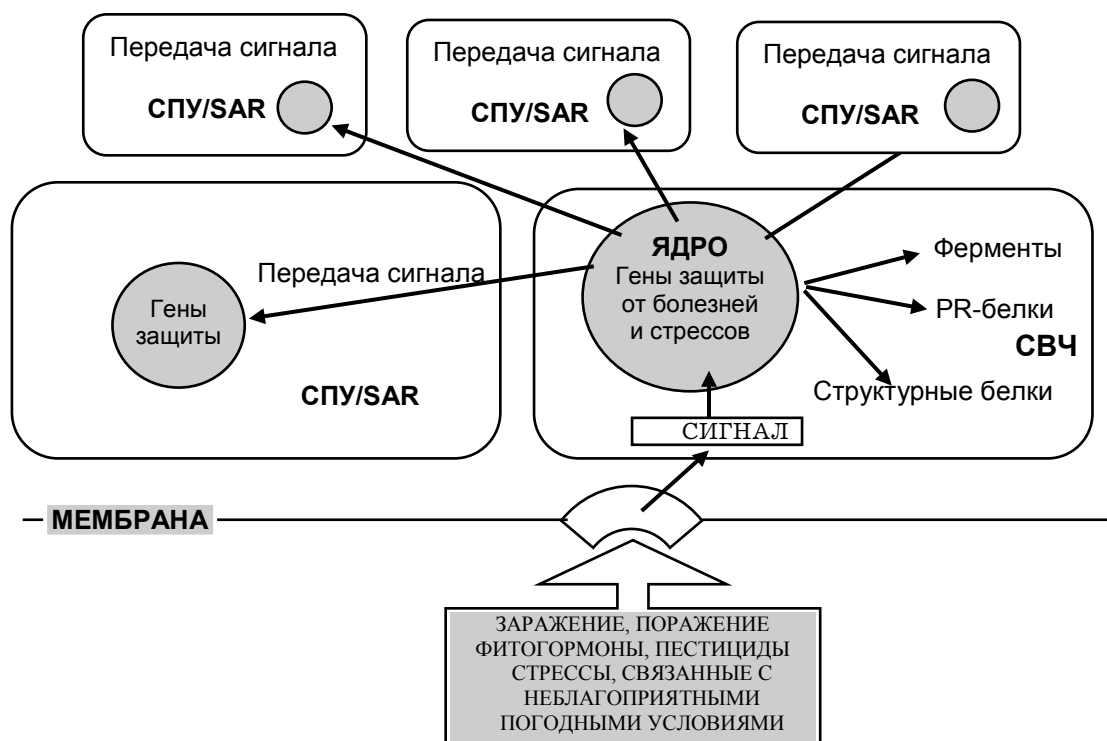 Передача сигнала
СПУ/SAR
Передача сигнала
СПУ/SAR
Передача сигнала
СПУ/SAR
Гены
защиты
Передача сигнала
СПУ/SAR
ЯДРО
Гены защиты
от болезней
и стрессов
Ферменты
PR-белки
СВЧ
Структурные белки
СИГНАЛ
МЕМБРАНА
ЗАРАЖЕНИЕ, ПОРАЖЕНИЕ
ФИТОГОРМОНЫ, ПЕСТИЦИДЫ
СТРЕССЫ, СВЯЗАННЫЕ С
НЕБЛАГОПРИЯТНЫМИ
ПОГОДНЫМИ УСЛОВИЯМИ